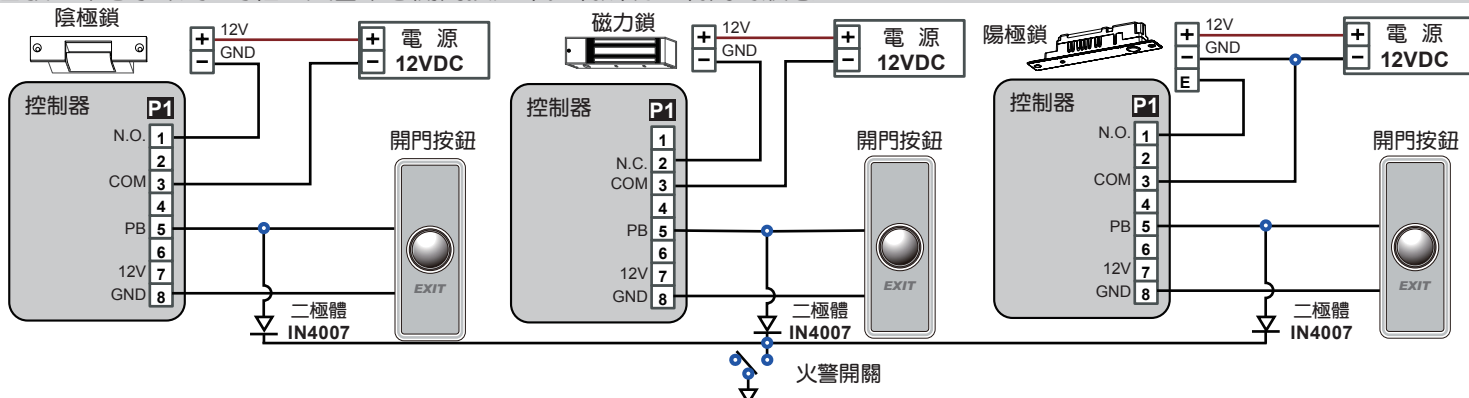 陰極鎖
+ 12V
− GND
+ 電 源
− 12VDC
控制器 P1
N.O. 1
2
COM 3
4
PB 5
6
12V 7
GND 8
開門按鈕
EXIT
二極體
IN4007
磁力鎖
+ 12V
− GND
+ 電 源
− 12VDC
控制器 P1
1
N.C. 2
COM 3
4
PB 5
6
12V 7
GND 8
開門按鈕
EXIT
二極體
IN4007
陽極鎖
+ 12V
− GND
E
+ 電 源
− 12VDC
控制器 P1
N.O. 1
2
COM 3
4
PB 5
6
12V 7
GND 8
開門按鈕
EXIT
二極體
IN4007
火警開關